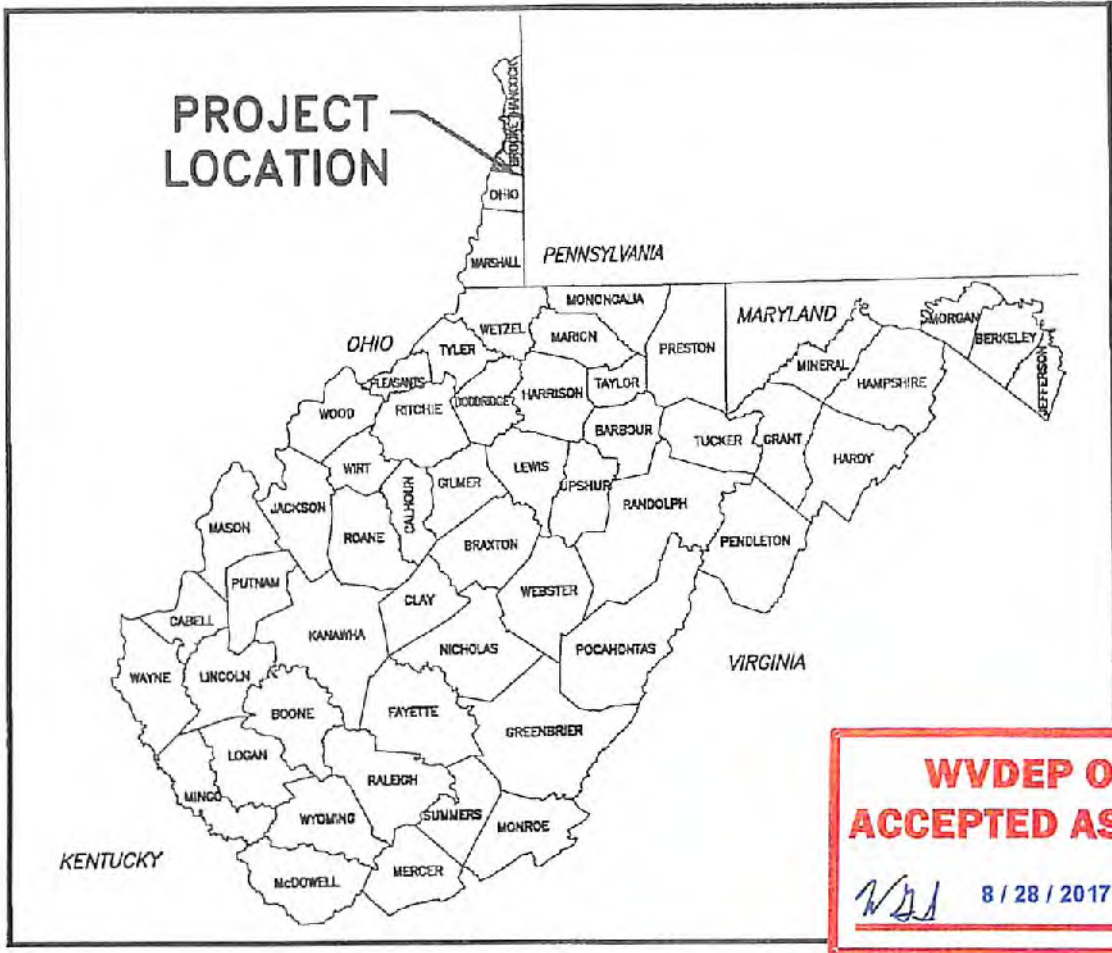 PROJECT
LOCATION
HANCOCK
BROOKE
OHIO
MARSHALL
PENNSYLVANIA
MONONGALIA
WETZEL
MARION
PRESTON
MARYLAND
MORGAN
BERKELEY
JEFFERSON
OHIO
TYLER
MINERAL
HAMPSHIRE
PLEASANTS
DODDRIDGE
HARRISON
TAYLOR
WOOD
RITCHIE
BARBOUR
TUCKER
GRANT
HARDY
WIRT
GILMER
LEWIS
UPSHUR
CALHOUN
JACKSON
RANDOLPH
MASON
ROANE
BRAXTON
PENDLETON
PUTNAM
WEBSTER
CLAY
CABELL
KANAWHA
NICHOLAS
POCAHONTAS
VIRGINIA
WAYNE
LINCOLN
BOONE
FAYETTE
GREENBRIER
LOGAN
RALEIGH
MINGO
WYOMING
SUMMERS
MONROE
KENTUCKY
MERCER
McDOWELL
WVDEP O
ACCEPTED AS
8 / 28 / 2017